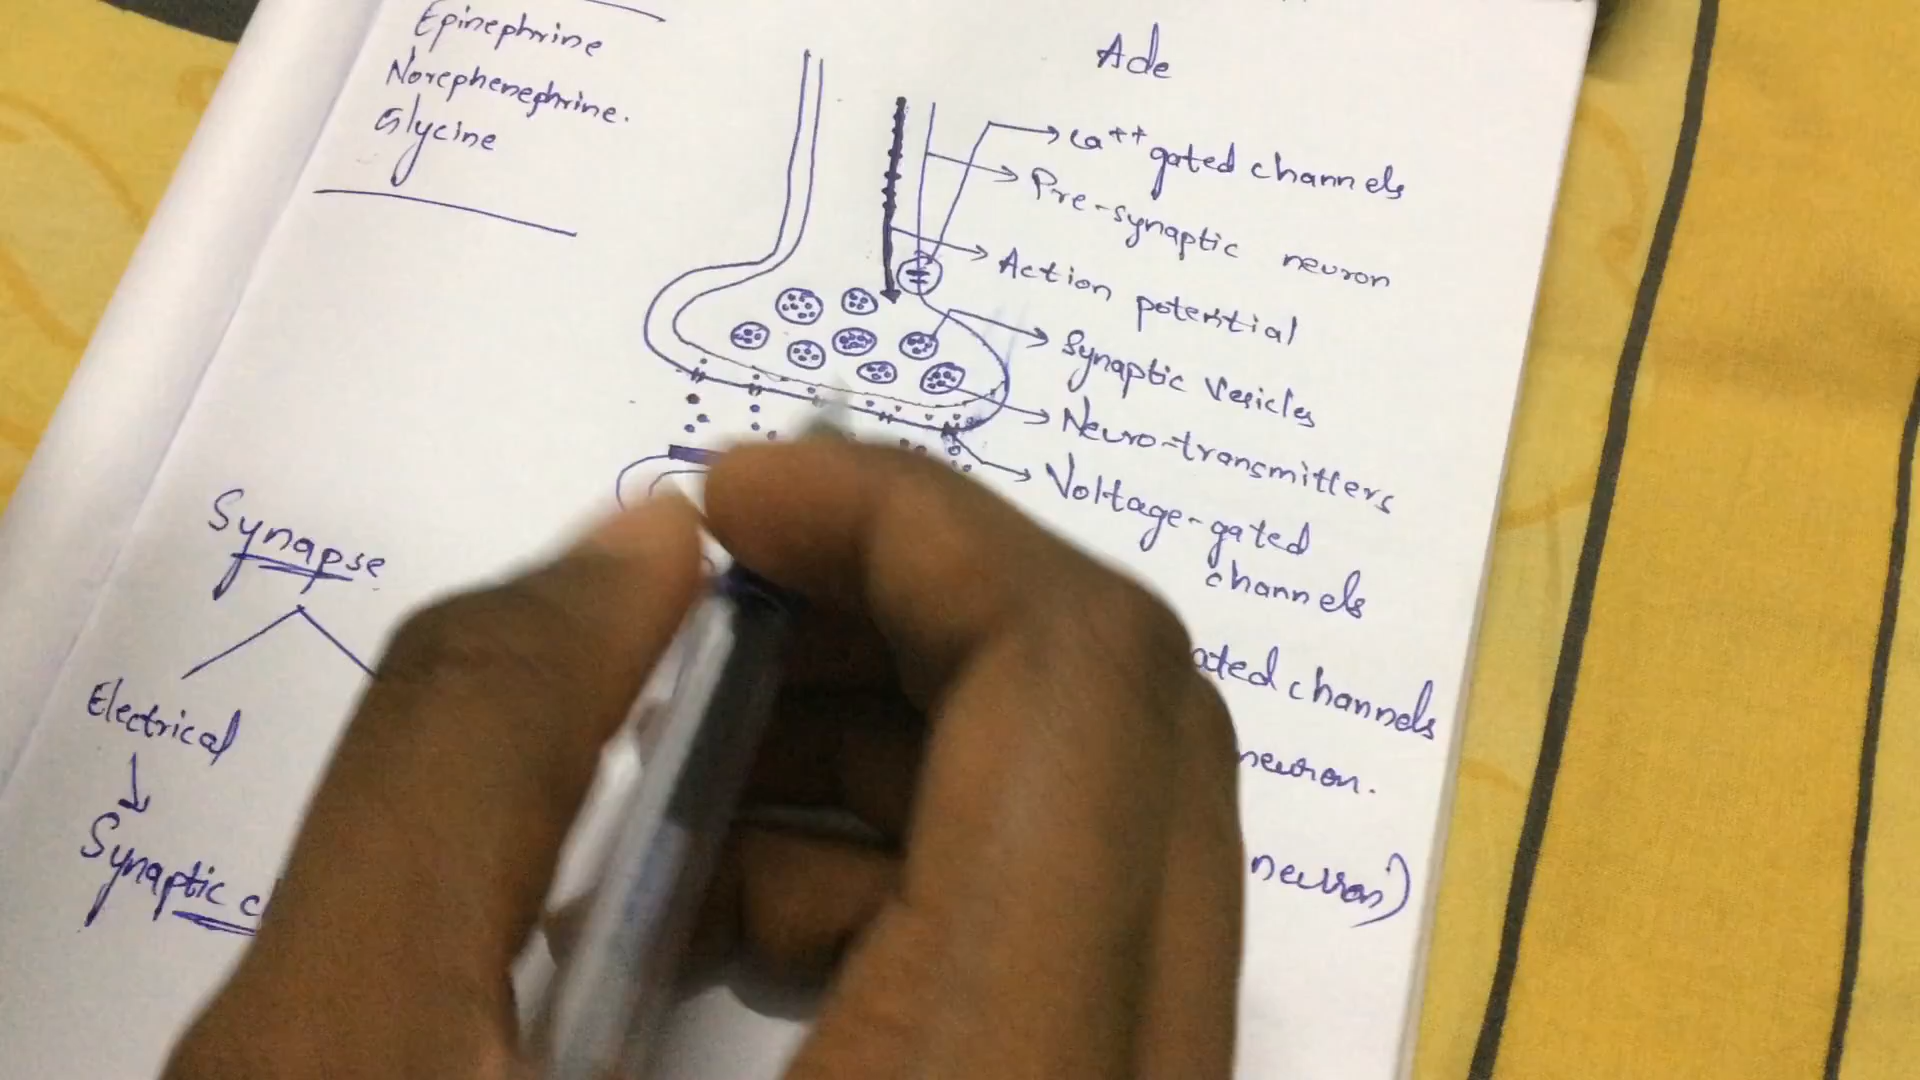 Epinephrine
Norephenephrine.
Glycine
Ade
Ca++ gated channels
Pre-synaptic neuron
Action potential
Synaptic vesicles
Neuro-transmitters
Voltage-gated
channels
channels
neuron.
neuron)
Synapse
Electrical
Synaptic